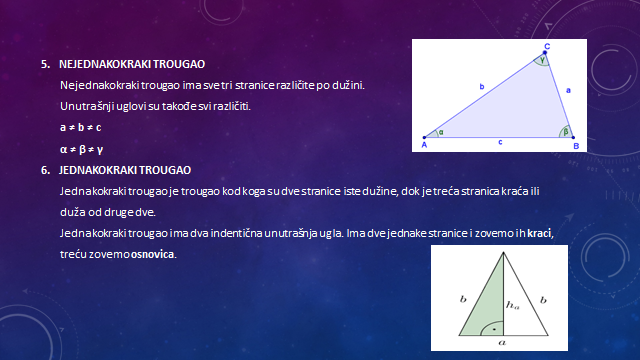 5. NEJEDNAKOKRAKI TROUGAO
Nejednakokraki trougao ima sve tri stranice različite po dužini.
Unutrašnji uglovi su takođe svi različiti.
a ≠ b ≠ c
α ≠ β ≠ γ
C
γ
b
a
α
β
A
c
B
6. JEDNAKOKRAKI TROUGAO
Jednakokraki trougao je trougao kod koga su dve stranice iste dužine, dok je treća stranica kraća ili
duža od druge dve.
Jednakokraki trougao ima dva indentična unutrašnja ugla. Ima dve jednake stranice i zovemo ih kraci,
treću zovemo osnovica.
b
hₐ
b
a